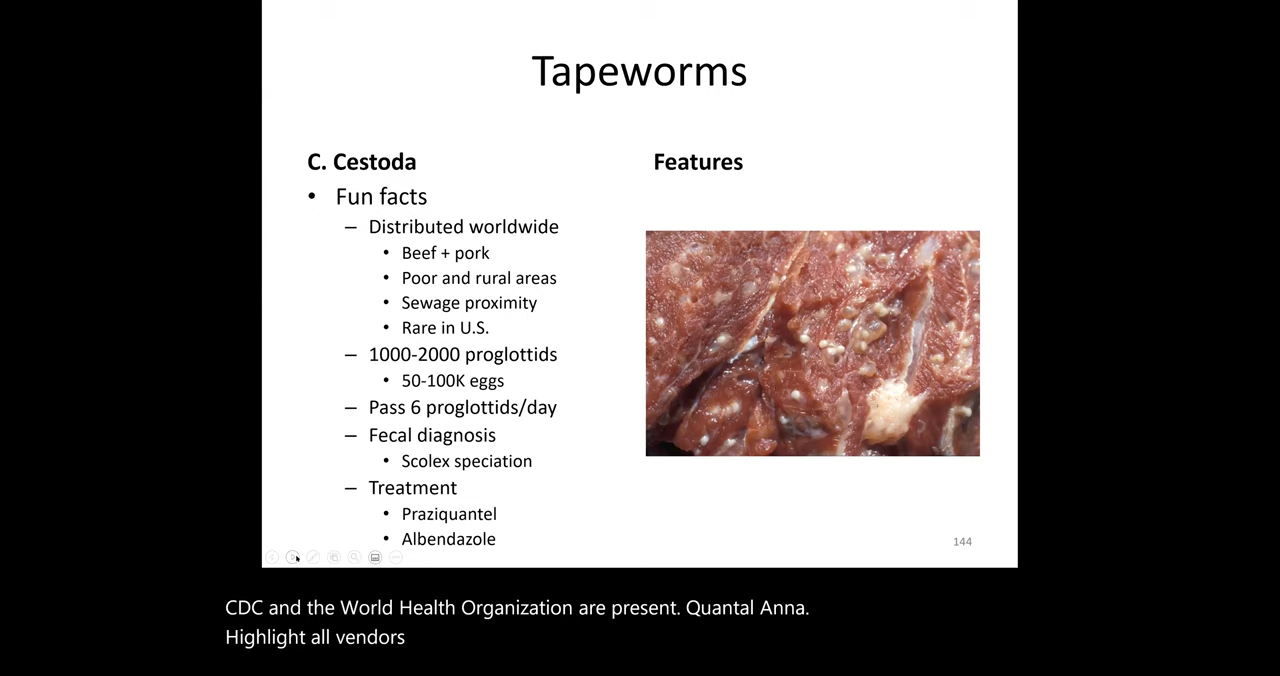 Tapeworms
C. Cestoda
• Fun facts
– Distributed worldwide
• Beef + pork
• Poor and rural areas
• Sewage proximity
• Rare in U.S.
– 1000-2000 proglottids
• 50-100K eggs
– Pass 6 proglottids/day
– Fecal diagnosis
• Scolex speciation
– Treatment
• Praziquantel
• Albendazole
Features
144
CDC and the World Health Organization are present. Quantal Anna.
Highlight all vendors